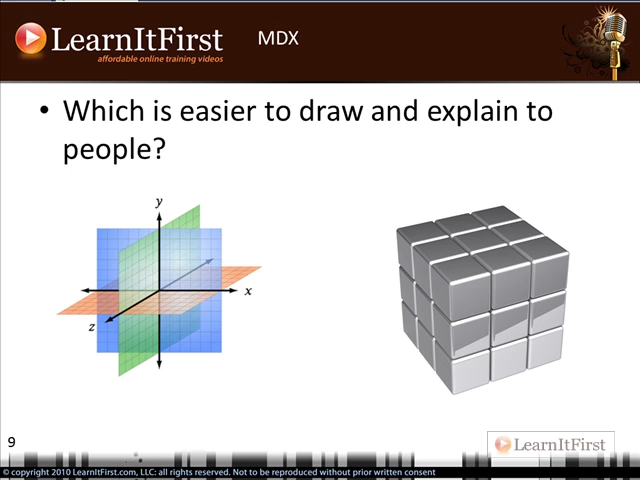 LearnItFirst
affordable online training videos
MDX
• Which is easier to draw and explain to
people?
y
x
z
9
LearnItFirst
© copyright 2010 LearnItFirst.com, LLC: all rights reserved. Not to be reproduced without prior written consent